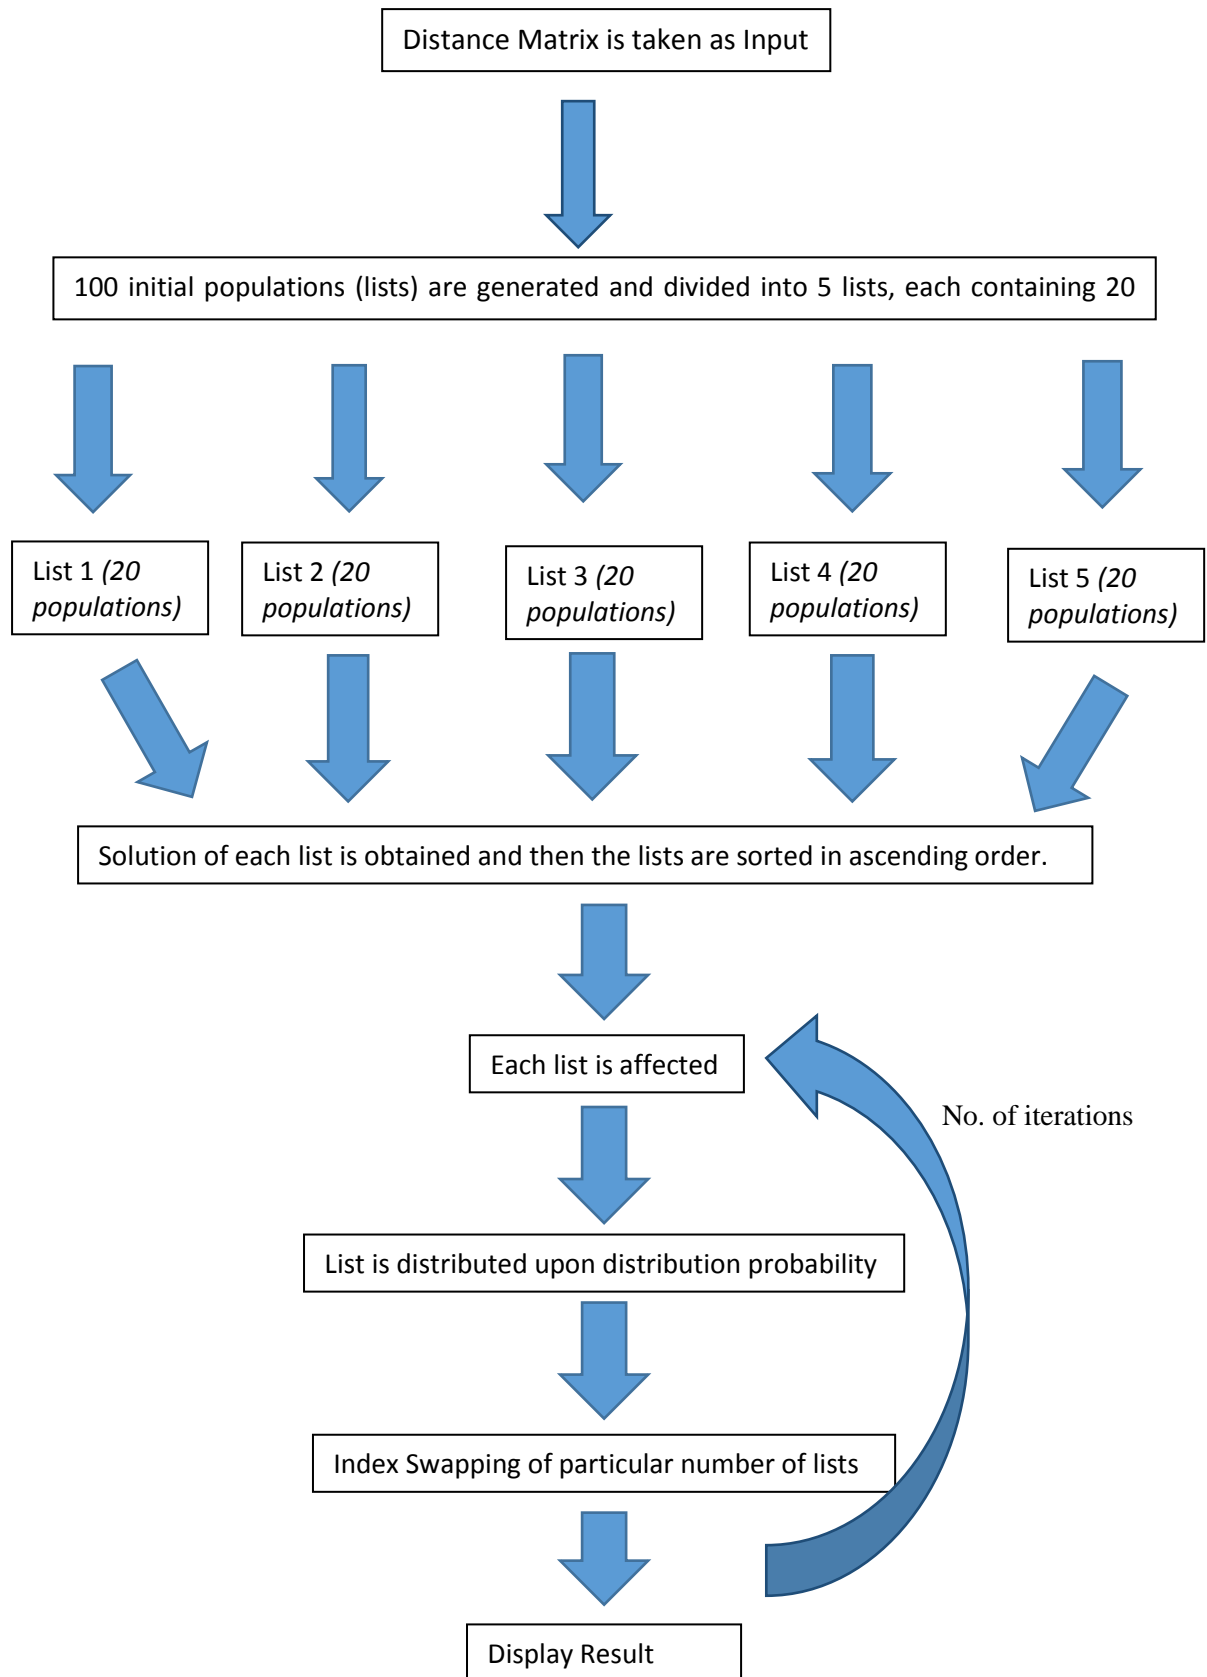 Distance Matrix is taken as Input
100 initial populations (lists) are generated and divided into 5 lists, each containing 20
List 1 (20
populations)
List 2 (20
populations)
List 3 (20
populations)
List 4 (20
populations)
List 5 (20
populations)
Solution of each list is obtained and then the lists are sorted in ascending order.
Each list is affected
No. of iterations
List is distributed upon distribution probability
Index Swapping of particular number of lists
Display Result